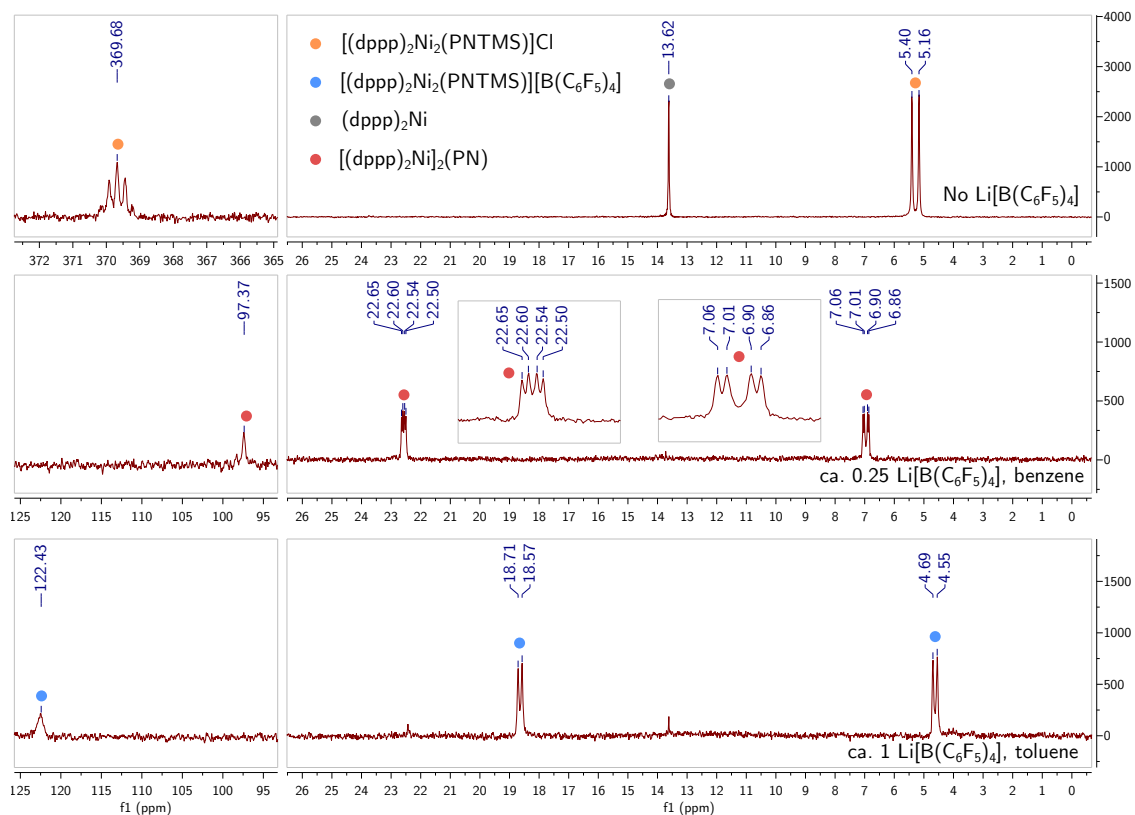 369.68
[(dppp)₂Ni₂(PNTMS)]Cl
[(dppp)₂Ni₂(PNTMS)][B(C₆F₅)₄]
(dppp)₂Ni
[(dppp)₂Ni]₂(PN)
13.62
5.40
5.16
4000
3000
2000
1000
0
No Li[B(C₆F₅)₄]
372 371 370 369 368 367 366 365 365
26 25 24 23 22 21 20 19 18 17 16 15 14 13 12 11 10 9 8 7 6 5 4 3 2 1 0
97.37
22.65
22.60
22.54
22.50
22.65
22.60
22.54
22.50
7.06
7.01
6.90
6.86
7.06
7.01
6.90
6.86
1500
1000
500
0
ca. 0.25 Li[B(C₆F₅)₄], benzene
125 120 115 110 105 100 95 93
26 25 24 23 22 21 20 19 18 17 16 15 14 13 12 11 10 9 8 7 6 5 4 3 2 1 0
122.43
18.71
18.57
4.69
4.55
1500
1000
500
0
ca. 1 Li[B(C₆F₅)₄], toluene
125 120 115 110 105 100 95 93
f1 (ppm)
26 25 24 23 22 21 20 19 18 17 16 15 14 13 12 11 10 9 8 7 6 5 4 3 2 1 0
f1 (ppm)